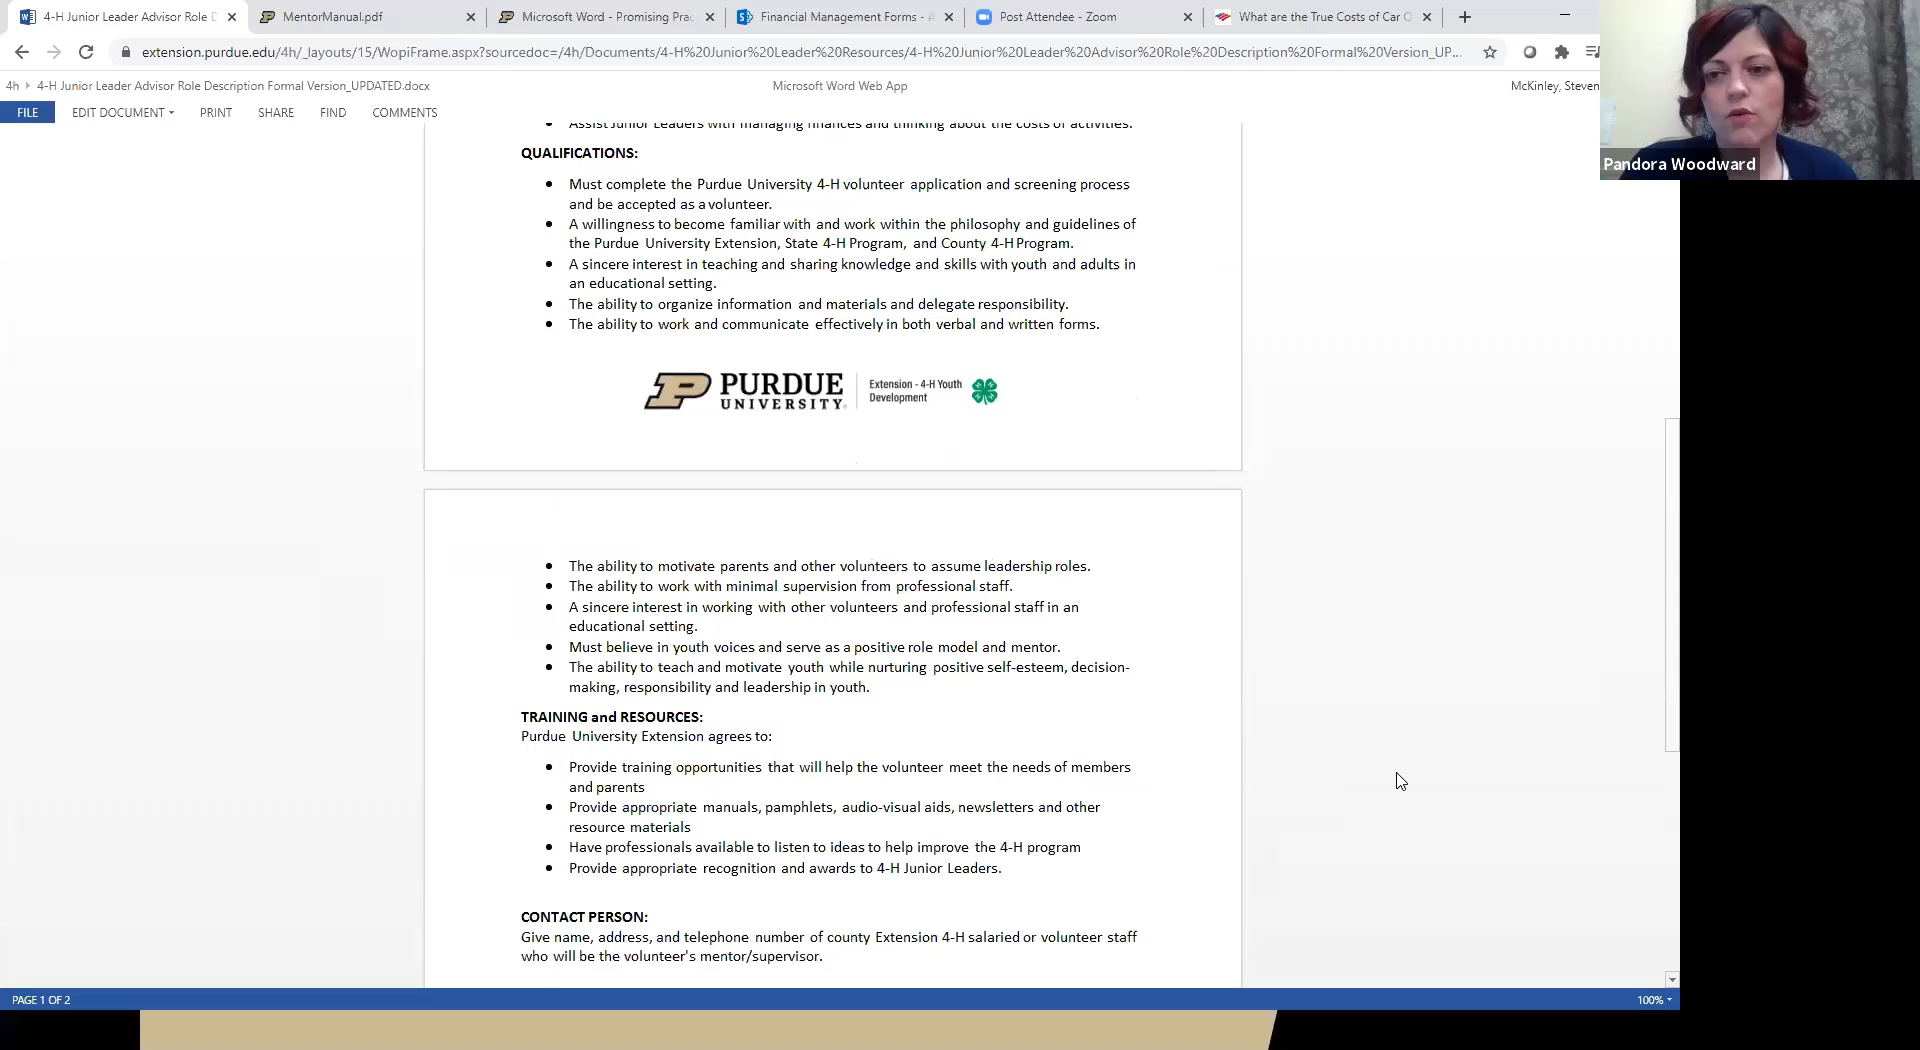 4-H Junior Leader Advisor Role D
MentorManual.pdf
Microsoft Word - Promising Prac
Financial Management Forms - A
Post Attendee - Zoom
What are the True Costs of Car O
extension.purdue.edu/4h/_layouts/15/WopiFrame.aspx?sourcedoc=/4h/Documents/4-H%20Junior%20Leader%20Resources/4-H%20Junior%20Leader%20Advisor%20Role%20Description%20Formal%20Version_UP...
4h 4-H Junior Leader Advisor Role Description Formal Version_UPDATED.docx
Microsoft Word Web App
McKinley, Steven
FILE EDIT DOCUMENT PRINT SHARE FIND COMMENTS
Pandora Woodward
• Assist Junior Leaders with managing finances and thinking about the costs of activities.
QUALIFICATIONS:
• Must complete the Purdue University 4-H volunteer application and screening process
and be accepted as a volunteer.
• A willingness to become familiar with and work within the philosophy and guidelines of
the Purdue University Extension, State 4-H Program, and County 4-H Program.
• A sincere interest in teaching and sharing knowledge and skills with youth and adults in
an educational setting.
• The ability to organize information and materials and delegate responsibility.
• The ability to work and communicate effectively in both verbal and written forms.
PURDUE
UNIVERSITY.
Extension - 4-H Youth
Development
H H H H
• The ability to motivate parents and other volunteers to assume leadership roles.
• The ability to work with minimal supervision from professional staff.
• A sincere interest in working with other volunteers and professional staff in an
educational setting.
• Must believe in youth voices and serve as a positive role model and mentor.
• The ability to teach and motivate youth while nurturing positive self-esteem, decision-
making, responsibility and leadership in youth.
TRAINING and RESOURCES:
Purdue University Extension agrees to:
• Provide training opportunities that will help the volunteer meet the needs of members
and parents
• Provide appropriate manuals, pamphlets, audio-visual aids, newsletters and other
resource materials
• Have professionals available to listen to ideas to help improve the 4-H program
• Provide appropriate recognition and awards to 4-H Junior Leaders.
CONTACT PERSON:
Give name, address, and telephone number of county Extension 4-H salaried or volunteer staff
who will be the volunteer's mentor/supervisor.
PAGE 1 OF 2
100%